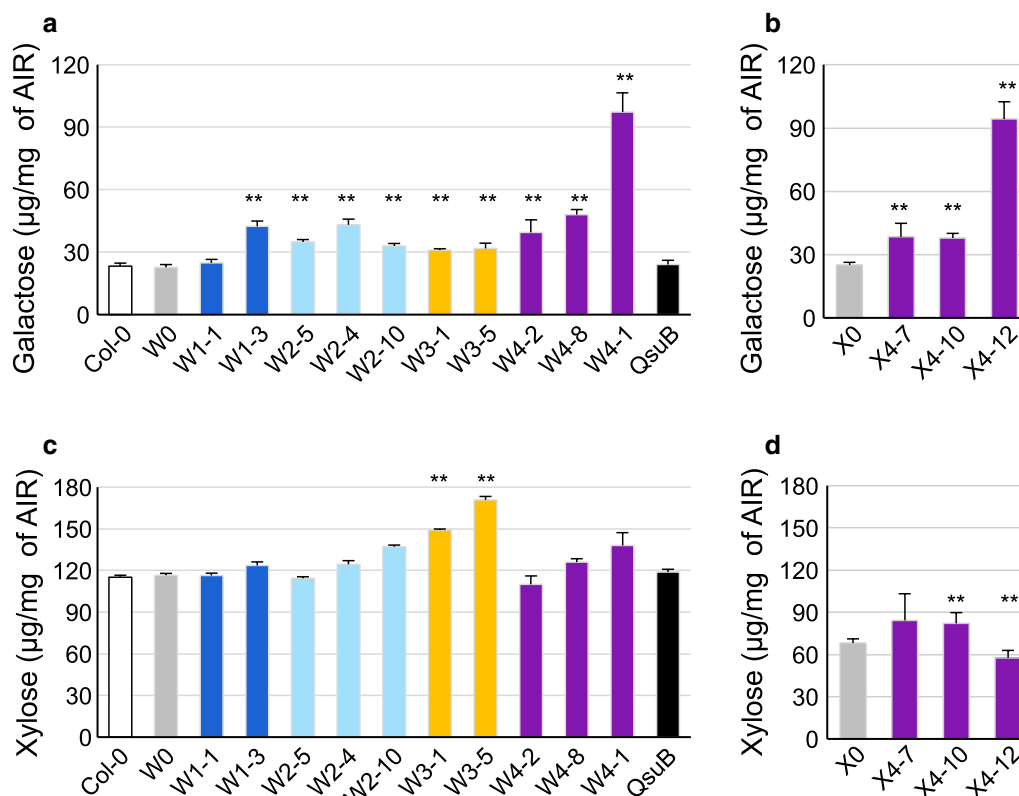 a
Galactose (µg/mg of AIR)
120
90
60
30
0
** ** ** ** ** ** ** ** **
Col-0 W0 W1-1 W1-3 W2-5 W2-4 W2-10 W3-1 W3-5 W4-2 W4-8 W4-1 QsuB
b
Galactose (µg/mg of AIR)
120
90
60
30
0
** ** **
X0 X4-7 X4-10 X4-12
c
Xylose (µg/mg of AIR)
180
150
120
90
60
30
0
** **
Col-0 W0 W1-1 W1-3 W2-5 W2-4 W2-10 W3-1 W3-5 W4-2 W4-8 W4-1 QsuB
d
Xylose (µg/mg of AIR)
180
150
120
90
60
30
0
** **
X0 X4-7 X4-10 X4-12